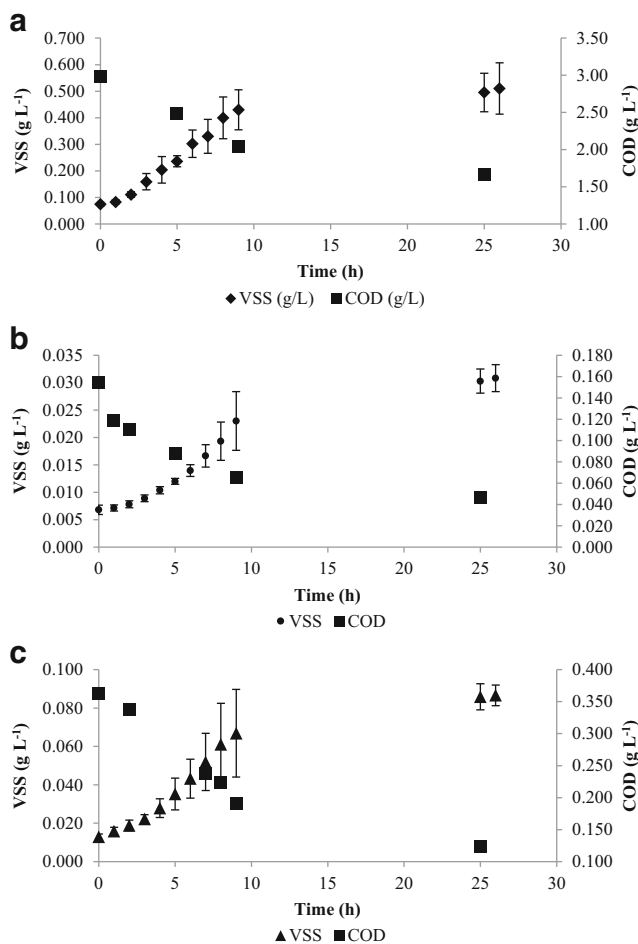 a
0.700 3.50
0.600 3.00
0.500 2.50
0.400
0.300 2.00
0.200 1.50
0.100
0.000 1.00
VSS (g L-1)
COD (g L-1)
0 5 10 15 20 25 30
Time (h)
VSS (g/L) COD (g/L)
b
0.035 0.180
0.030 0.160
0.140
0.025 0.120
0.020 0.100
0.015 0.080
0.010 0.060
0.040
0.005 0.020
0.000 0.000
VSS (g L-1)
COD (g L-1)
0 5 10 15 20 25 30
Time (h)
VSS COD
c
0.100 0.400
0.080 0.350
0.300
0.060
0.250
0.040
0.200
0.020 0.150
0.000 0.100
VSS (g L-1)
COD (g L-1)
0 5 10 15 20 25 30
Time (h)
VSS COD